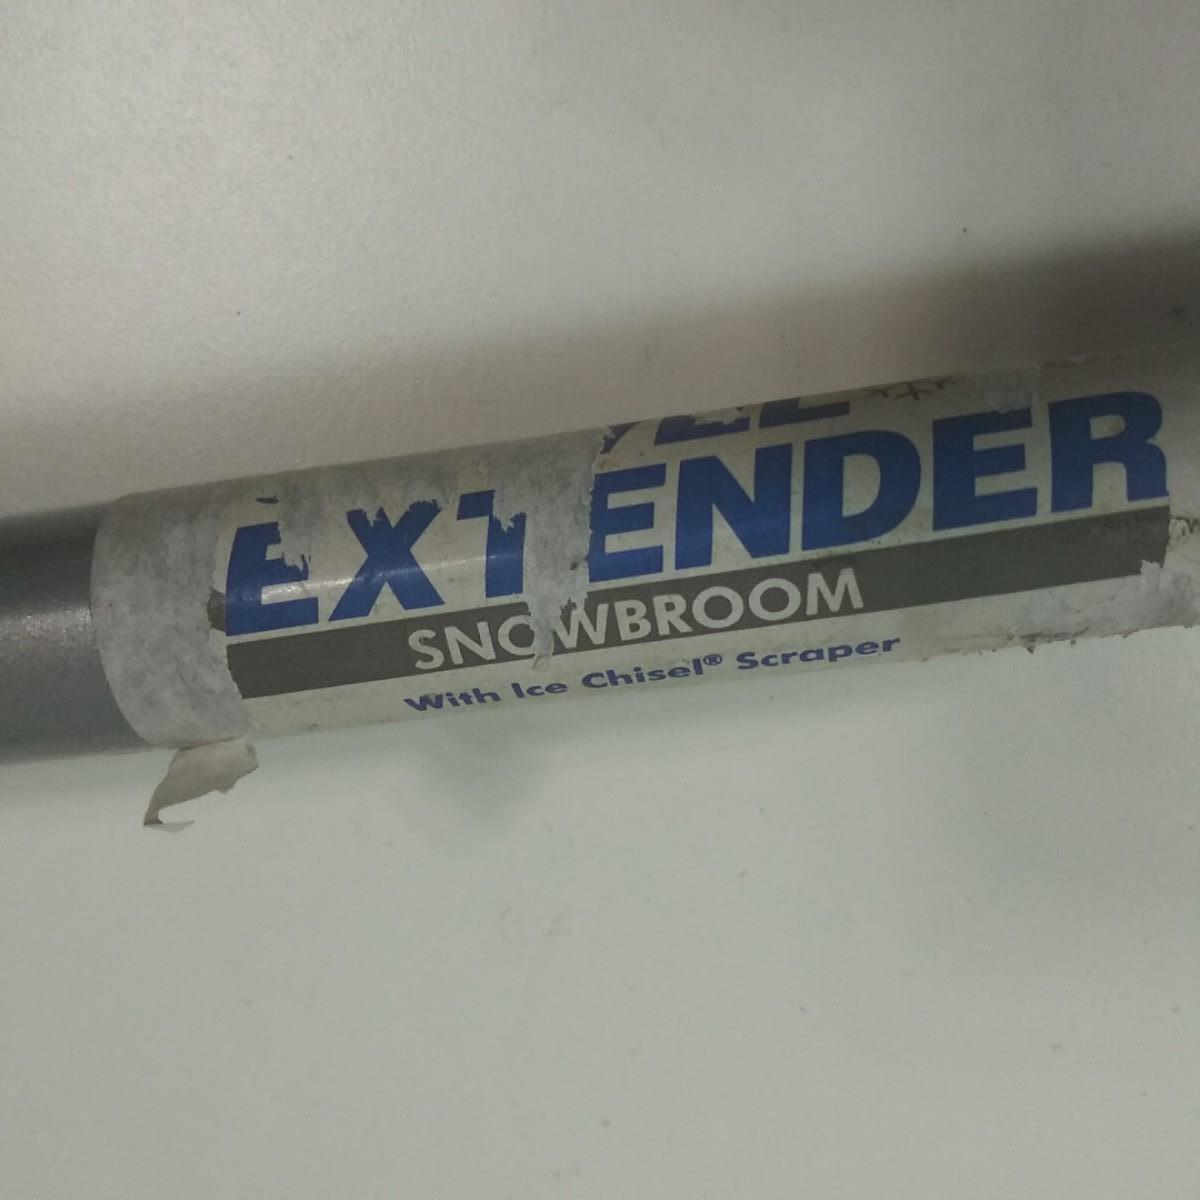 EXTENDER
SNOWBROOM
With Ice Chisel® Scraper